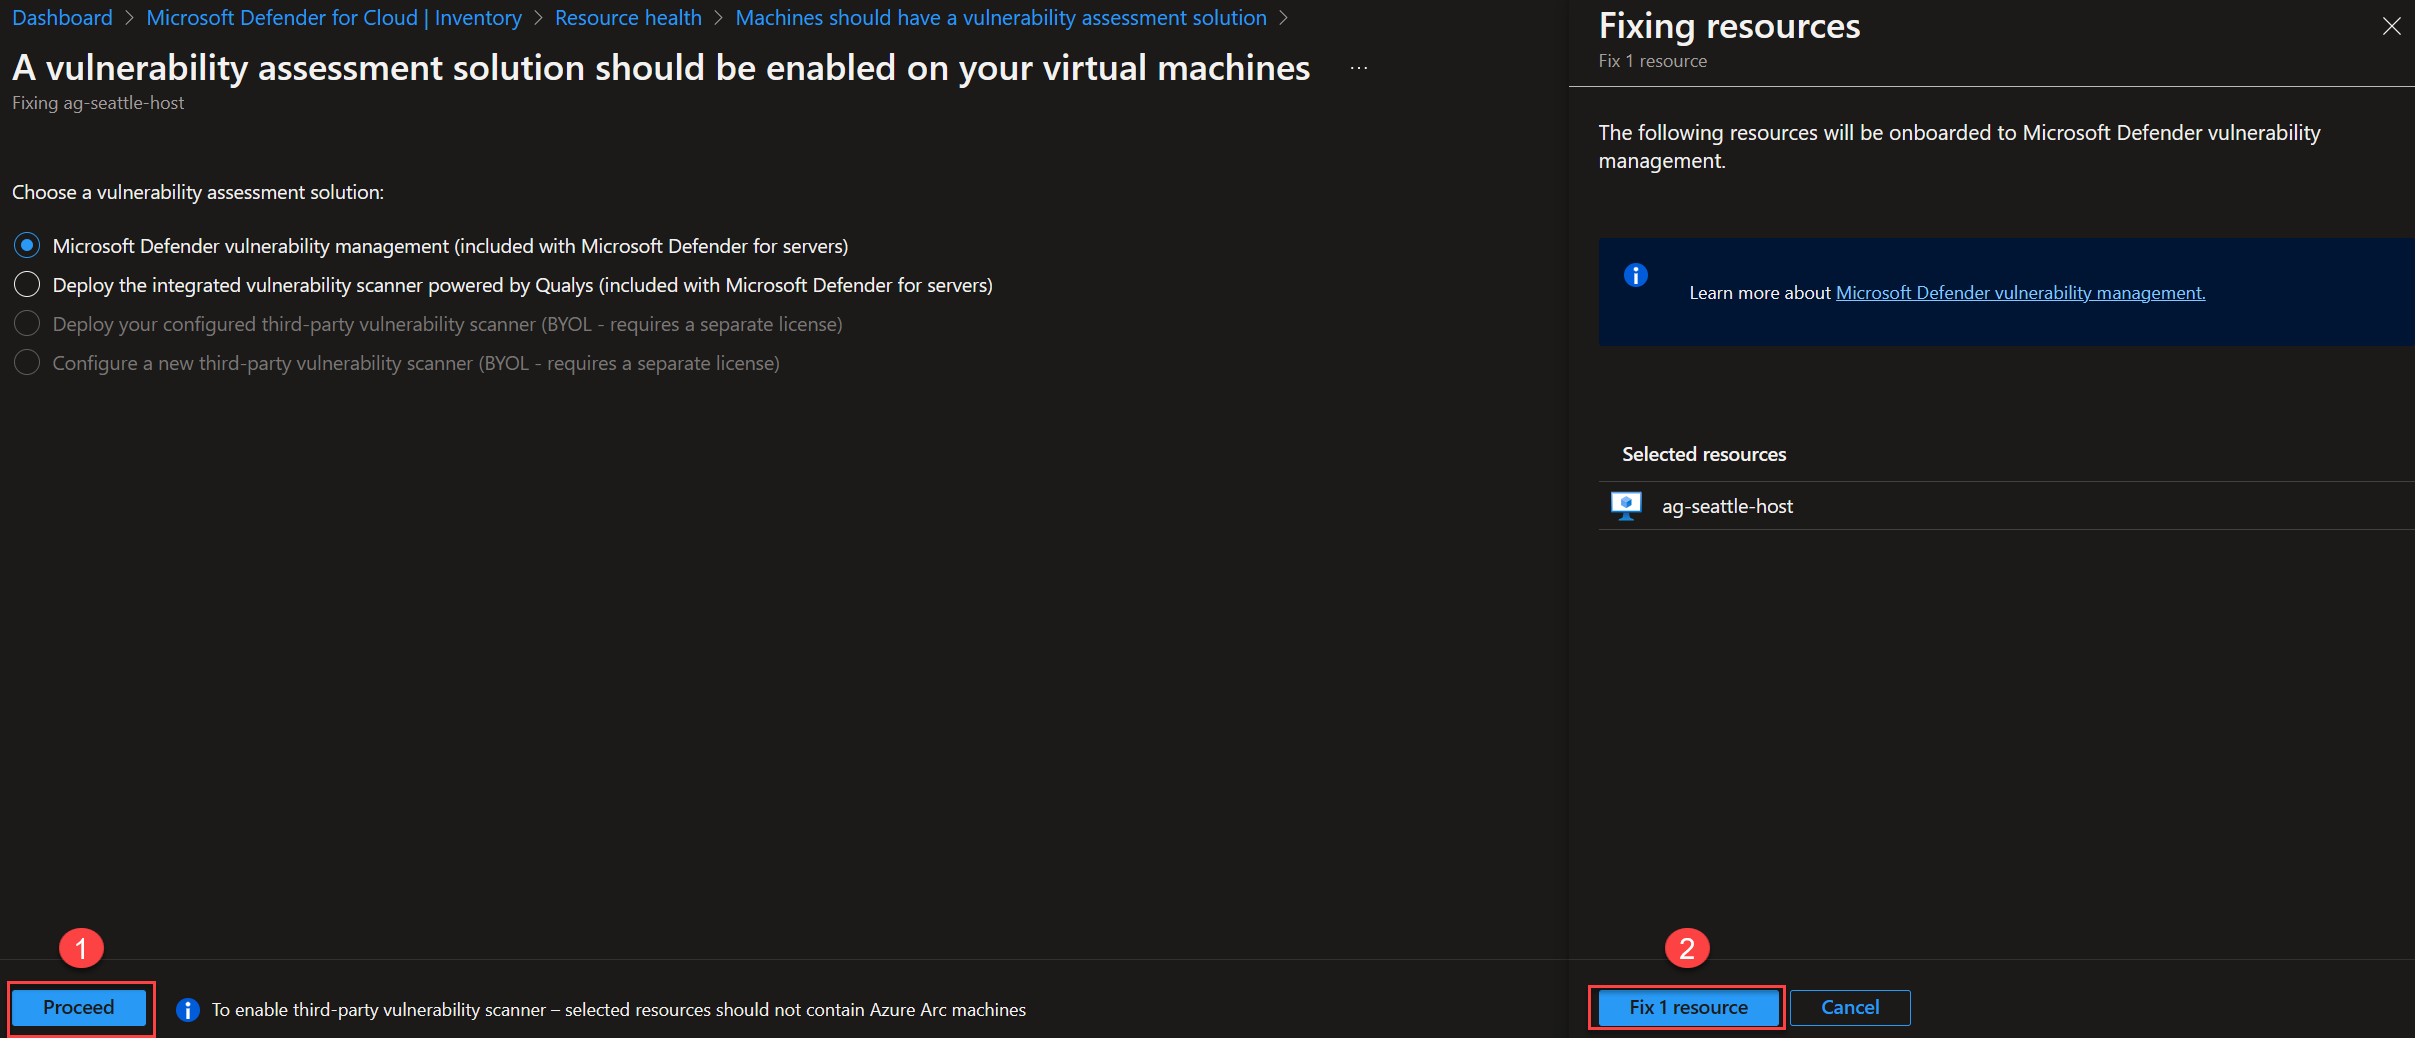 Dashboard > Microsoft Defender for Cloud | Inventory > Resource health > Machines should have a vulnerability assessment solution >
A vulnerability assessment solution should be enabled on your virtual machines ...
Fixing ag-seattle-host
Choose a vulnerability assessment solution:
Microsoft Defender vulnerability management (included with Microsoft Defender for servers)
Deploy the integrated vulnerability scanner powered by Qualys (included with Microsoft Defender for servers)
Deploy your configured third-party vulnerability scanner (BYOL - requires a separate license)
Configure a new third-party vulnerability scanner (BYOL - requires a separate license)
1
Proceed
To enable third-party vulnerability scanner – selected resources should not contain Azure Arc machines
Fixing resources
Fix 1 resource
The following resources will be onboarded to Microsoft Defender vulnerability
management.
Learn more about Microsoft Defender vulnerability management.
Selected resources
ag-seattle-host
2
Fix 1 resource
Cancel